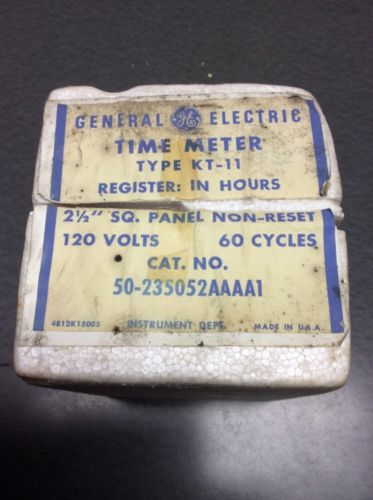 GENERAL GE ELECTRIC
TIME METER
TYPE KT-11
REGISTER: IN HOURS
2½" SQ. PANEL NON-RESET
120 VOLTS 60 CYCLES
CAT. NO.
50-235052AAAA1
4812K15005 INSTRUMENT DEPT. MADE IN U.S.A.